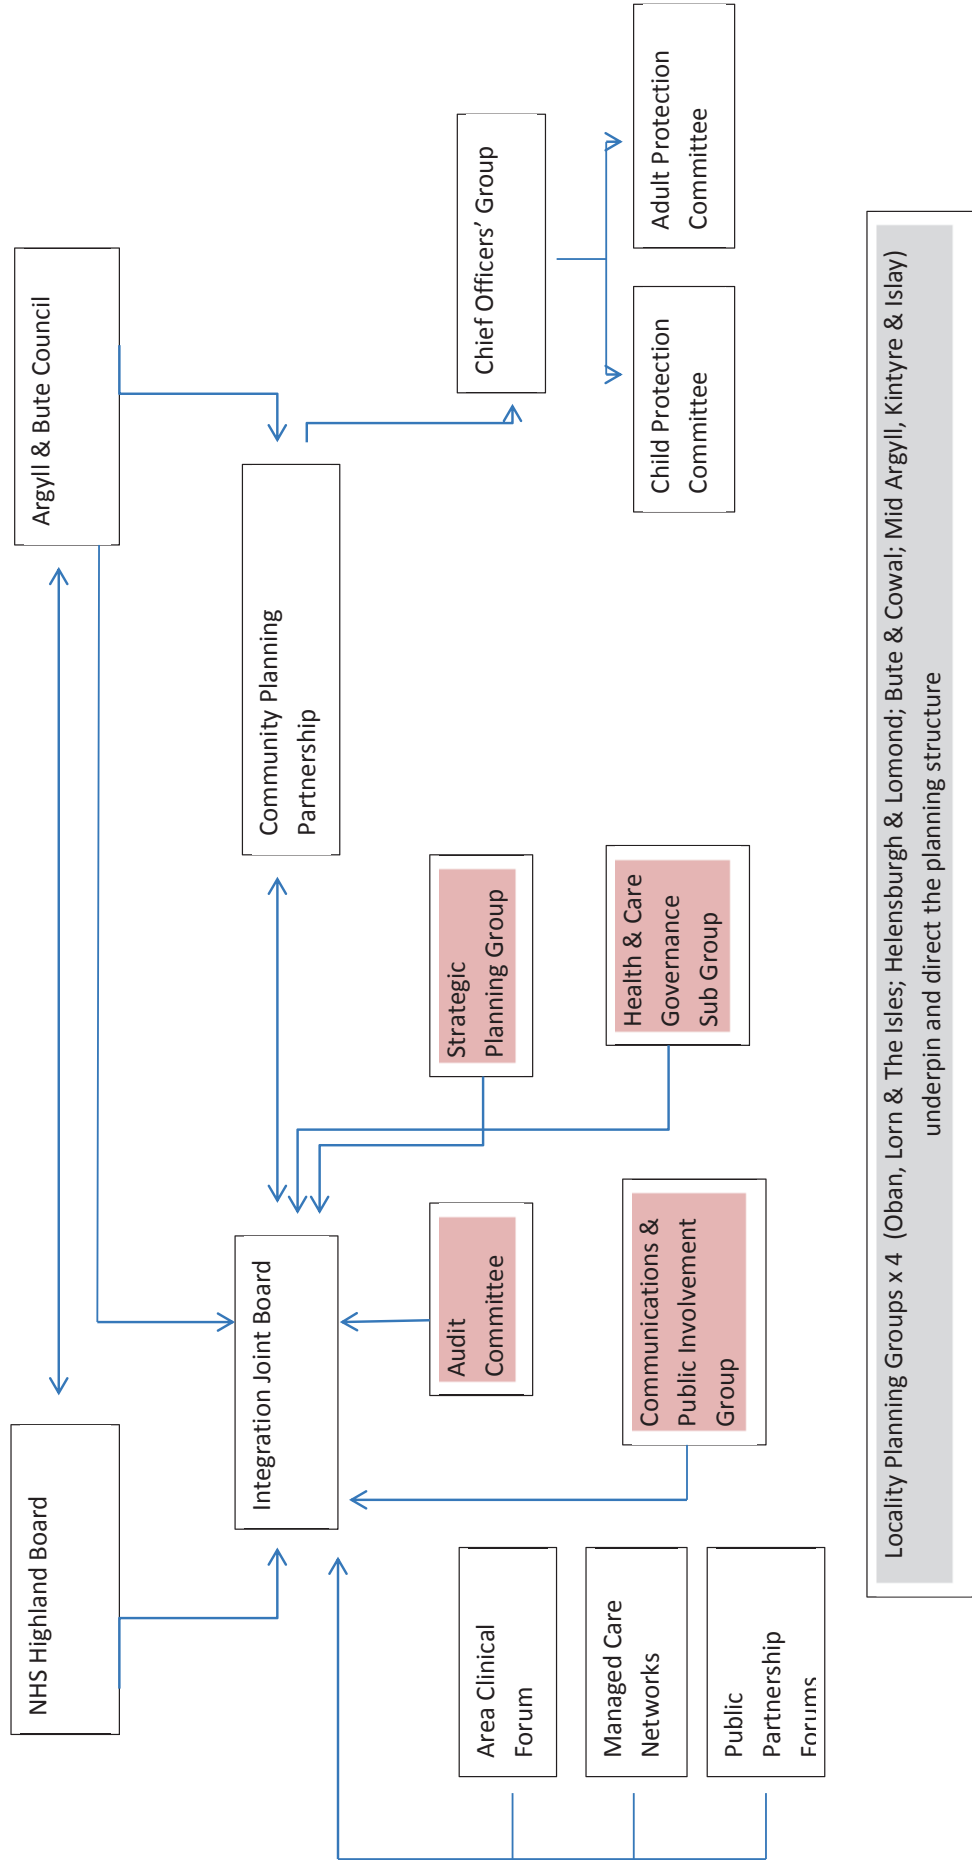 NHS Highland Board
Argyll & Bute Council
Integration Joint Board
Community Planning
Partnership
Area Clinical
Forum
Audit
Committee
Strategic
Planning Group
Chief Officers’ Group
Managed Care
Networks
Communications &
Public Involvement
Group
Health & Care
Governance
Sub Group
Child Protection
Committee
Adult Protection
Committee
Public
Partnership
Forums
Locality Planning Groups x 4 (Oban, Lorn & The Isles; Helensburgh & Lomond; Bute & Cowal; Mid Argyll, Kintyre & Islay)
underpin and direct the planning structure